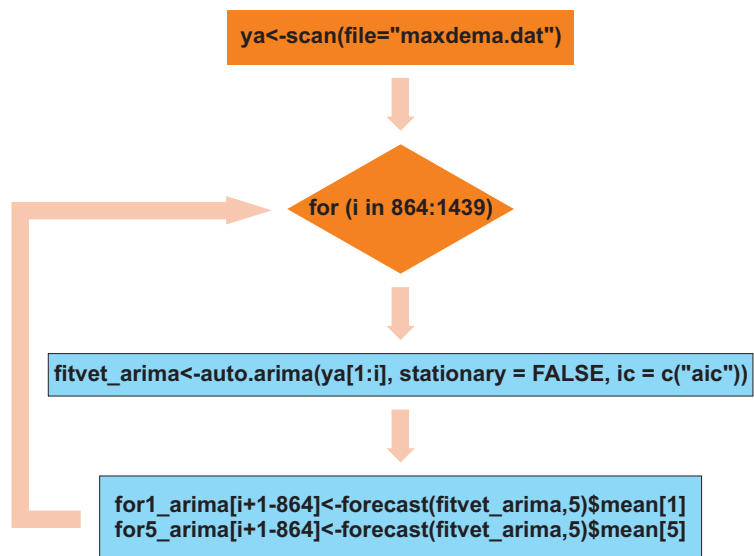 ya<-scan(file="maxdema.dat")
for (i in 864:1439)
fitvet_arima<-auto.arima(ya[1:i], stationary = FALSE, ic = c("aic"))
for1_arima[i+1-864]<-forecast(fitvet_arima,5)$mean[1]
for5_arima[i+1-864]<-forecast(fitvet_arima,5)$mean[5]